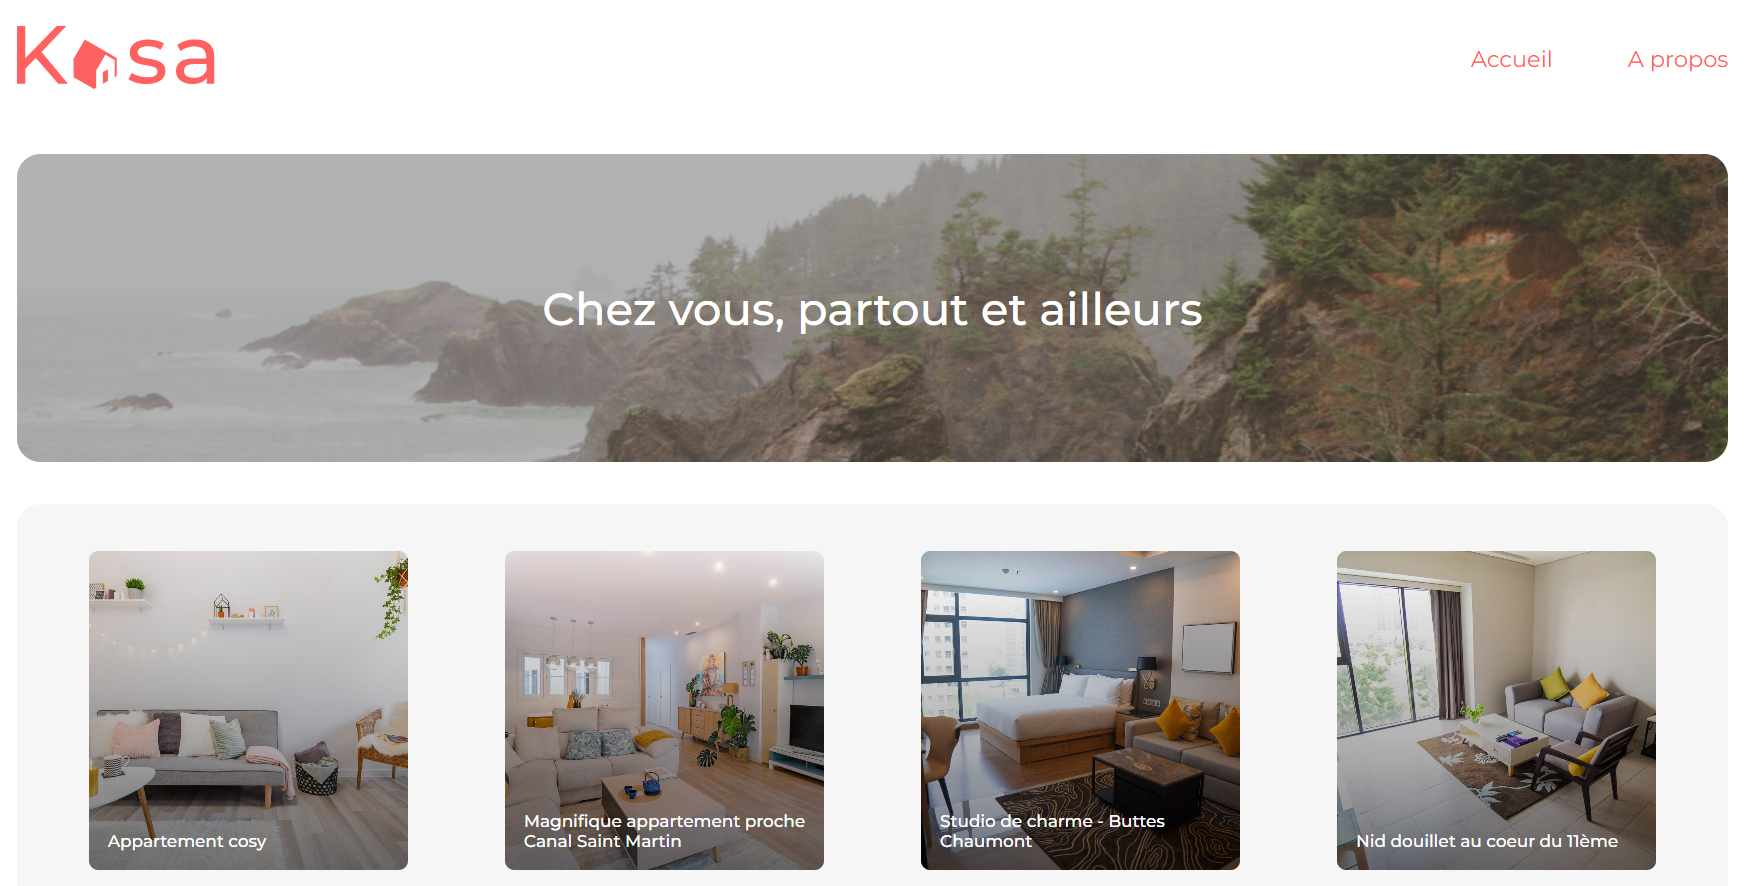 Kasa
Accueil
A propos
Chez vous, partout et ailleurs
Appartement cosy
Magnifique appartement proche
Canal Saint Martin
Studio de charme - Buttes
Chaumont
Nid douillet au coeur du 11ème